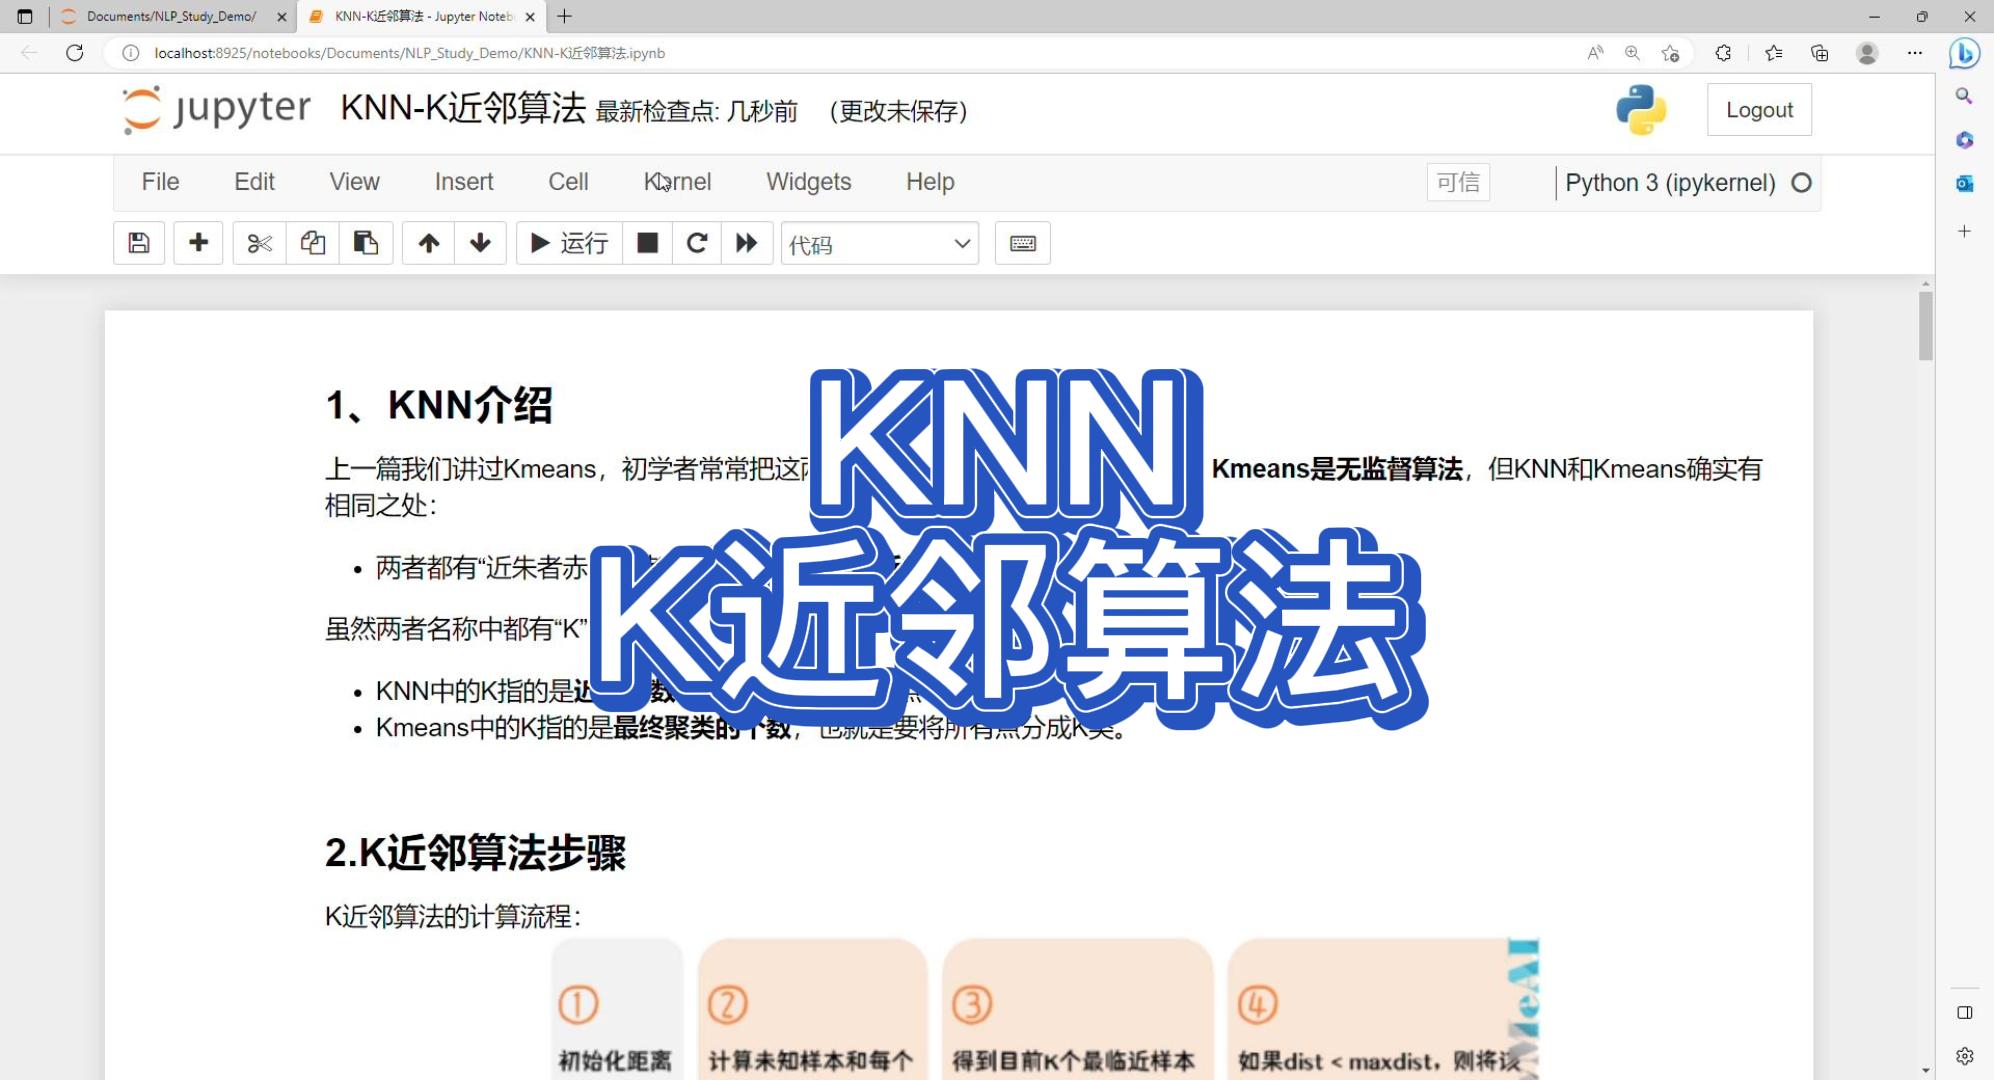 Documents/NLP_Study_Demo/
KNN-K近邻算法 - Jupyter Noteb
localhost:8925/notebooks/Documents/NLP_Study_Demo/KNN-K近邻算法.ipynb
jupyter KNN-K近邻算法 最新检查点: 几秒前 (更改未保存)
Logout
File Edit View Insert Cell Kernel Widgets Help
可信
Python 3 (ipykernel)
运行
代码
1、KNN介绍
上一篇我们讲过Kmeans，初学者常常把这 Kmeans是无监督算法，但KNN和Kmeans确实有
相同之处：
KNN
K近邻算法
• 两者都有“近朱者赤
虽然两者名称中都有“K”
• KNN中的K指的是近 数
• Kmeans中的K指的是最终聚类的个数，也就是要将所有点分成K类。
2.K近邻算法步骤
K近邻算法的计算流程：
① ② ③ ④
初始化距离 计算未知样本和每个 得到目前K个最临近样本 如果dist < maxdist，则将该
MeAI